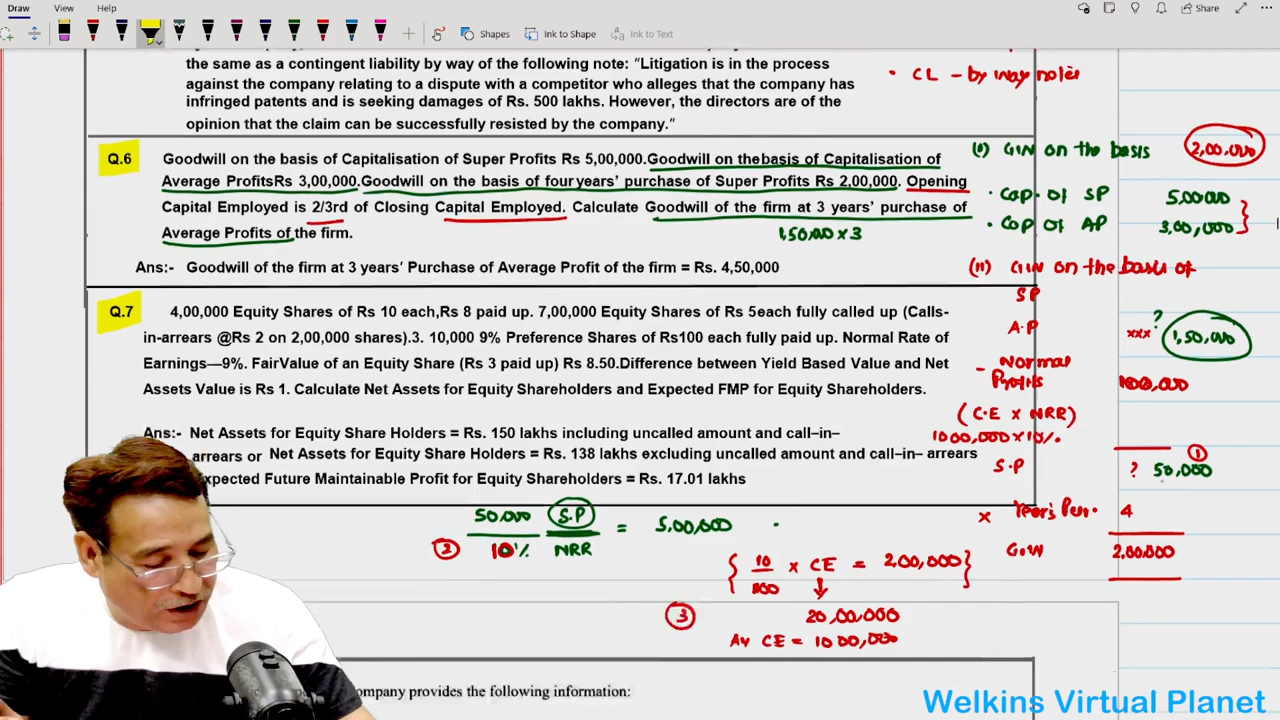 Draw View Help
Shapes Ink to Shape Ink to Text Share
the same as a contingent liability by way of the following note: “Litigation is in the process
against the company relating to a dispute with a competitor who alleges that the company has
infringed patents and is seeking damages of Rs. 500 lakhs. However, the directors are of the
opinion that the claim can be successfully resisted by the company.”
• CL - by way notes
Q.6 Goodwill on the basis of Capitalisation of Super Profits Rs 5,00,000.Goodwill on thebasis of Capitalisation of
Average ProfitsRs 3,00,000.Goodwill on the basis of fouryears’ purchase of Super Profits Rs 2,00,000. Opening
Capital Employed is 2/3rd of Closing Capital Employed. Calculate Goodwill of the firm at 3 years’ purchase of
Average Profits of the firm.
1,50,000 x 3
Ans:- Goodwill of the firm at 3 years’ Purchase of Average Profit of the firm = Rs. 4,50,000
Q.7 4,00,000 Equity Shares of Rs 10 each,Rs 8 paid up. 7,00,000 Equity Shares of Rs 5each fully called up (Calls-
in-arrears @Rs 2 on 2,00,000 shares).3. 10,000 9% Preference Shares of Rs100 each fully paid up. Normal Rate of
Earnings—9%. FairValue of an Equity Share (Rs 3 paid up) Rs 8.50.Difference between Yield Based Value and Net
Assets Value is Rs 1. Calculate Net Assets for Equity Shareholders and Expected FMP for Equity Shareholders.
Ans:- Net Assets for Equity Share Holders = Rs. 150 lakhs including uncalled amount and call–in–
arrears or Net Assets for Equity Share Holders = Rs. 138 lakhs excluding uncalled amount and call–in– arrears
xpected Future Maintainable Profit for Equity Shareholders = Rs. 17.01 lakhs
(I) G/W on the basis 2,00,000
• Cap. of SP 5,00000
• Cap of AP 3,00,000
(II) G/W on the basis of
SP
A.P xxx ? 1,50,000
- Normal
Profits 100,000
(C.E x NRR)
1000,000 x 10%
S.P ? 50,000 1
x Year's Pur. 4
G.W 2,00,000
50,000 S.P = 5,00,000
2 10% NRR
{ 10 x CE = 2,00,000 }
100
3 20,00,000
Av CE = 1000,000
ompany provides the following information:
Welkins Virtual Planet